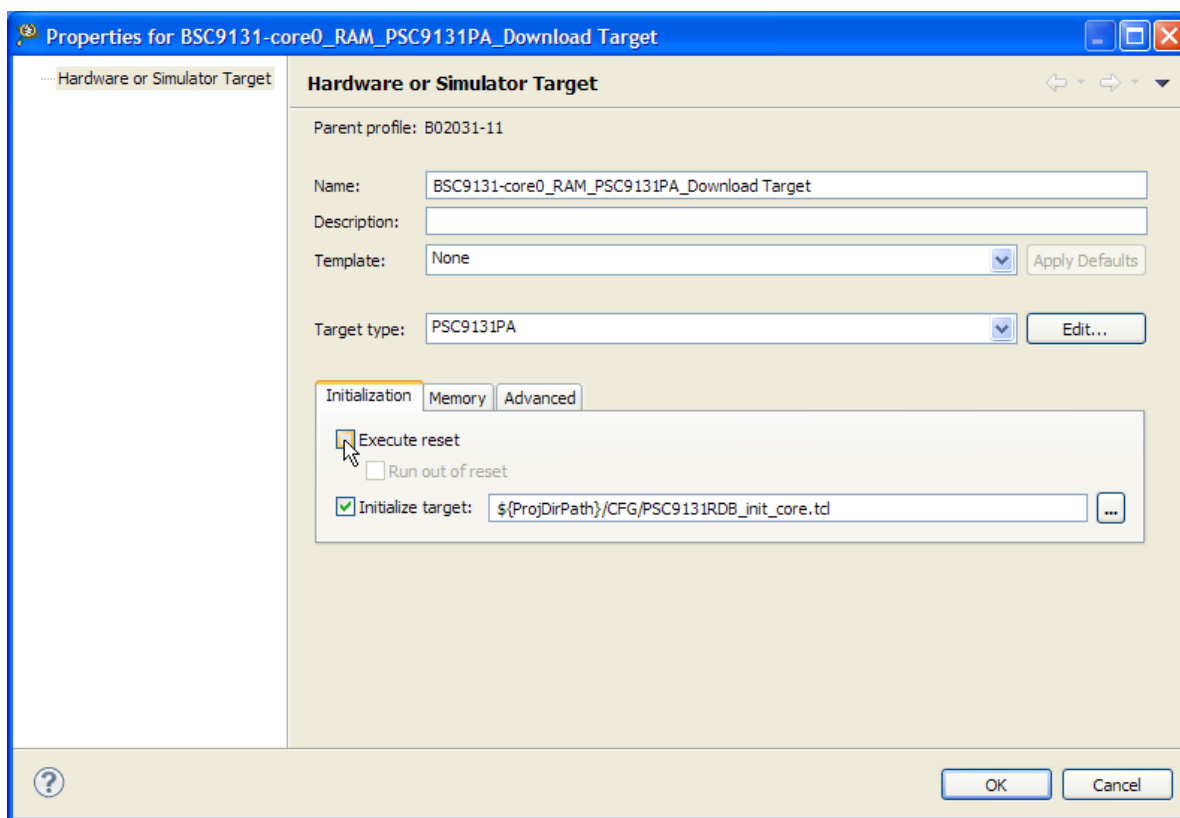 Properties for BSC9131-core0_RAM_PSC9131PA_Download Target
Hardware or Simulator Target
Hardware or Simulator Target
Parent profile: B02031-11
Name: BSC9131-core0_RAM_PSC9131PA_Download Target
Description:
Template: None Apply Defaults
Target type: PSC9131PA Edit...
Initialization Memory Advanced
Execute reset
Run out of reset
Initialize target: ${ProjDirPath}/CFG/PSC9131RDB_init_core.tcl ...
? OK Cancel